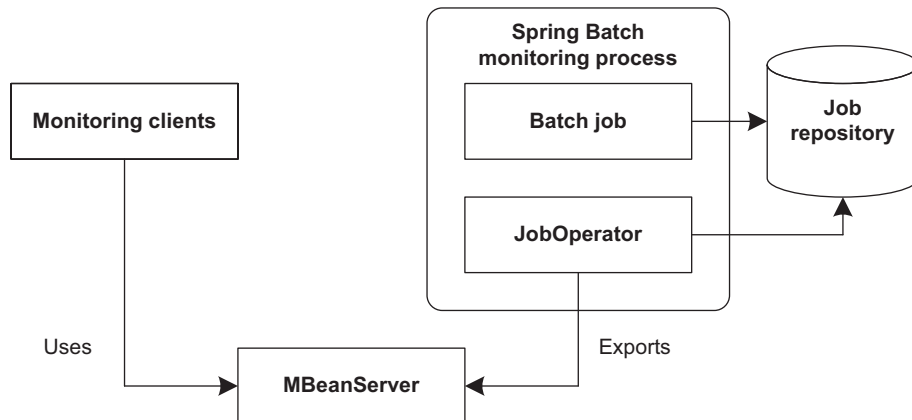 Spring Batch
monitoring process
Monitoring clients
Batch job
Job
repository
JobOperator
Uses
Exports
MBeanServer